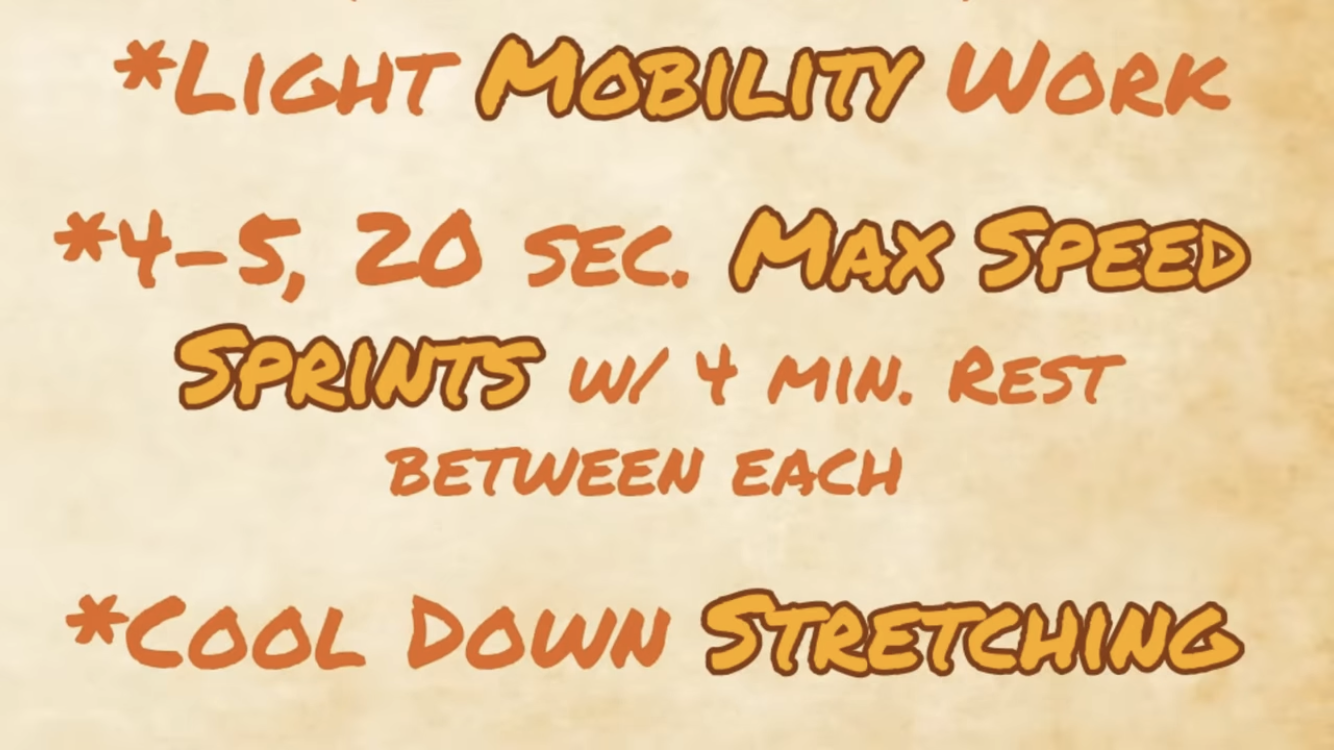 *Light Mobility Work
*4-5, 20 sec. Max Speed
Sprints w/ 4 min. Rest
between each
*Cool Down Stretching